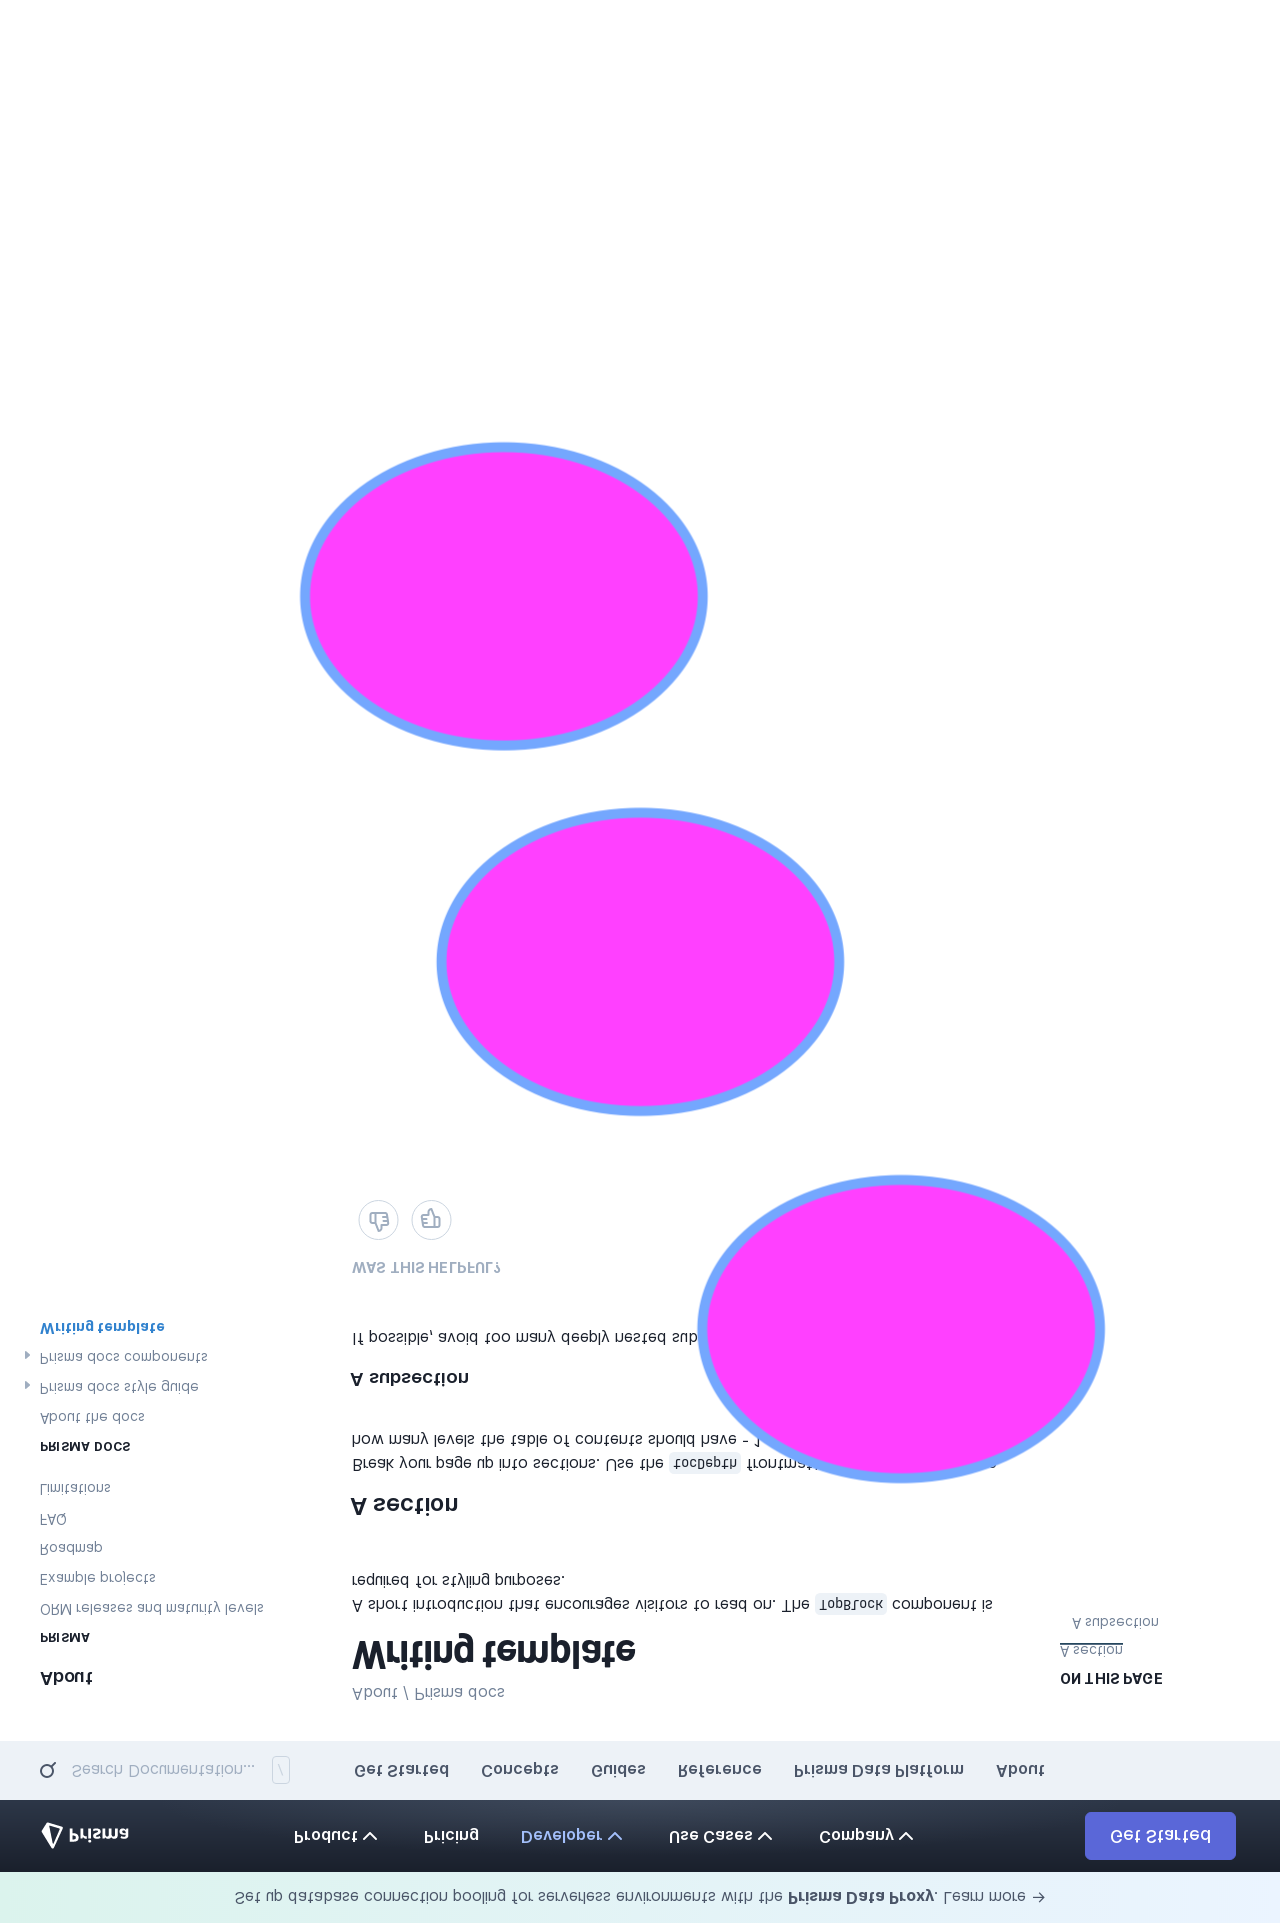 Set up database connection pooling for serverless environments with the Prisma Data Proxy. Learn more →
Prisma
Product
Pricing
Developer
Use Cases
Company
Get Started
Search Documentation...
/
Get Started
Concepts
Guides
Reference
Prisma Data Platform
About
About
PRISMA
ORM releases and maturity levels
Example projects
Roadmap
FAQ
Limitations
PRISMA DOCS
About the docs
Prisma docs style guide
Prisma docs components
Writing template
About / Prisma docs
Writing template
A short introduction that encourages visitors to read on. The TopBlock component is
required for styling purposes.
A section
Break your page up into sections. Use the tocDepth
how many levels the table of contents should have - 1
A subsection
If possible, avoid too many deeply nested
WAS THIS HELPFUL?
ON THIS PAGE
A section
A subsection